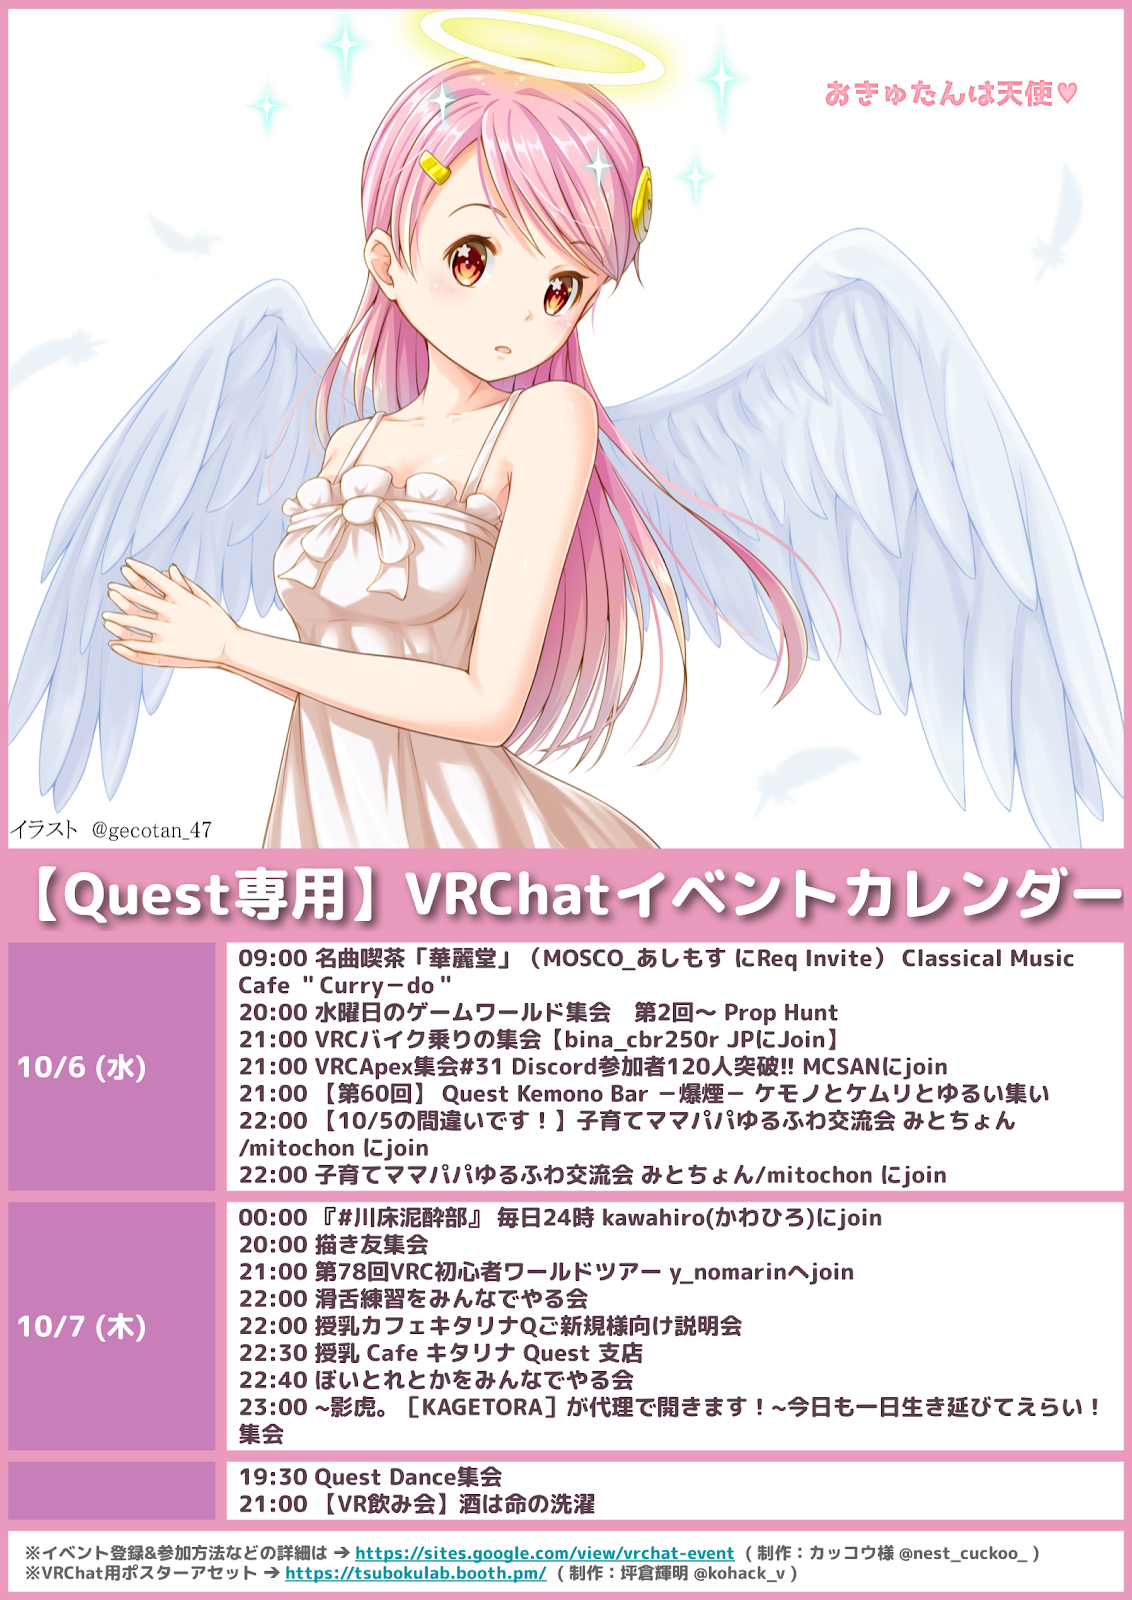 おきゅたんは天使♥
イラスト @gecotan_47
【Quest専用】VRChatイベントカレンダー
10/6 (水)
09:00 名曲喫茶「華麗堂」（MOSCO_あしもす にReq Invite） Classical Music
Cafe ＂Curry－do＂
20:00 水曜日のゲームワールド集会　第2回～ Prop Hunt
21:00 VRCバイク乗りの集会【bina_cbr250r JPにJoin】
21:00 VRCApex集会#31 Discord参加者120人突破!! MCSANにjoin
21:00 【第60回】 Quest Kemono Bar －爆煙－ ケモノとケムリとゆるい集い
22:00 【10/5の間違いです！】子育てママパパゆるふわ交流会 みとちょん
/mitochon にjoin
22:00 子育てママパパゆるふわ交流会 みとちょん/mitochon にjoin
10/7 (木)
00:00 『#川床泥酔部』 毎日24時 kawahiro(かわひろ)にjoin
20:00 描き友集会
21:00 第78回VRC初心者ワールドツアー y_nomarinへjoin
22:00 滑舌練習をみんなでやる会
22:00 授乳カフェキタリナQご新規様向け説明会
22:30 授乳 Cafe キタリナ Quest 支店
22:40 ぼいとれとかをみんなでやる会
23:00 ~影虎。［KAGETORA］が代理で開きます！~今日も一日生き延びてえらい！
集会
19:30 Quest Dance集会
21:00 【VR飲み会】酒は命の洗濯
※イベント登録&参加方法などの詳細は → https://sites.google.com/view/vrchat-event ( 制作：カッコウ様 @nest_cuckoo_ )
※VRChat用ポスターアセット → https://tsubokulab.booth.pm/ ( 制作：坪倉輝明 @kohack_v )